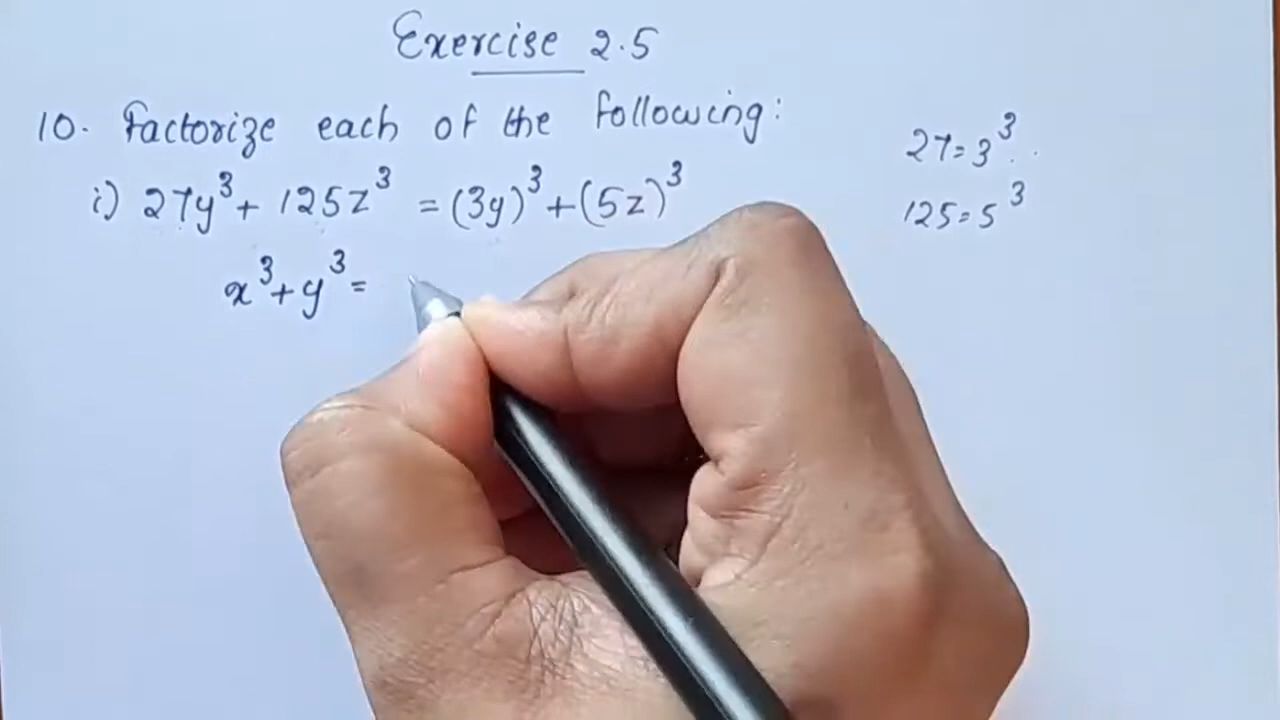 Exercise 2.5
10. Factorize each of the following:
i) 27y³ + 125z³ = (3y)³ + (5z)³
x³ + y³ =
27 = 3³
125 = 5³